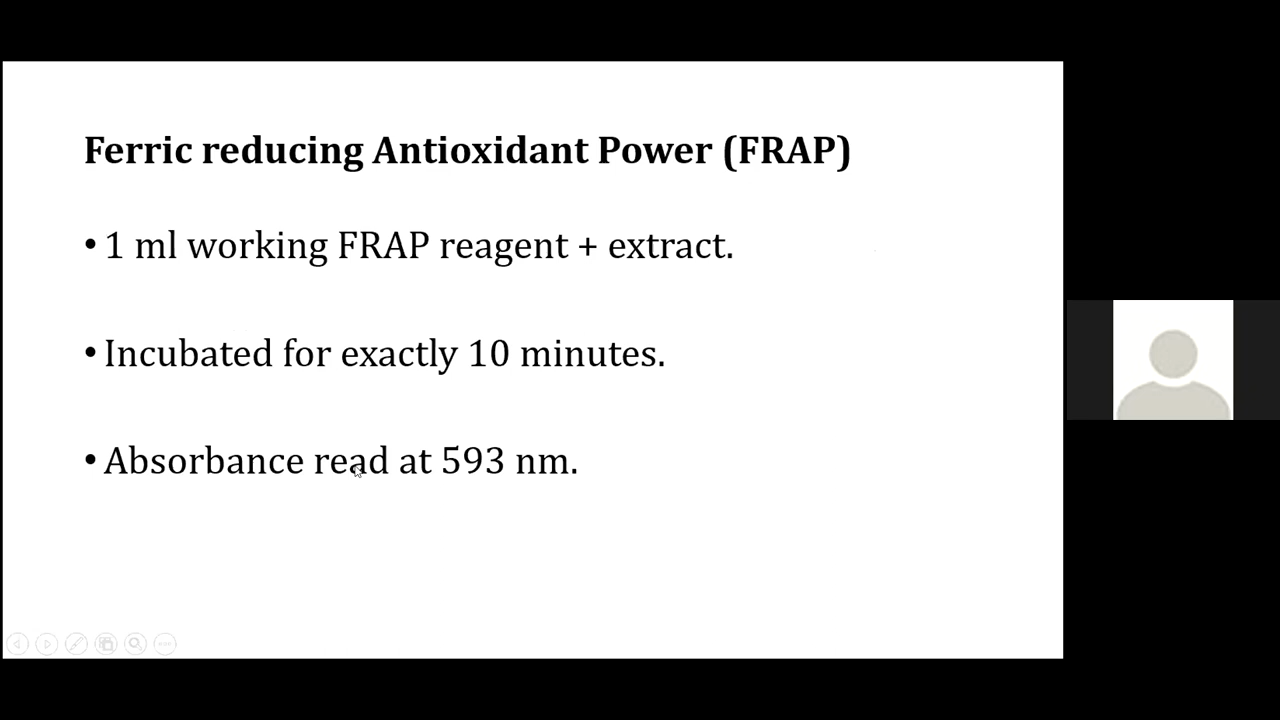 Ferric reducing Antioxidant Power (FRAP)
• 1 ml working FRAP reagent + extract.
• Incubated for exactly 10 minutes.
• Absorbance read at 593 nm.